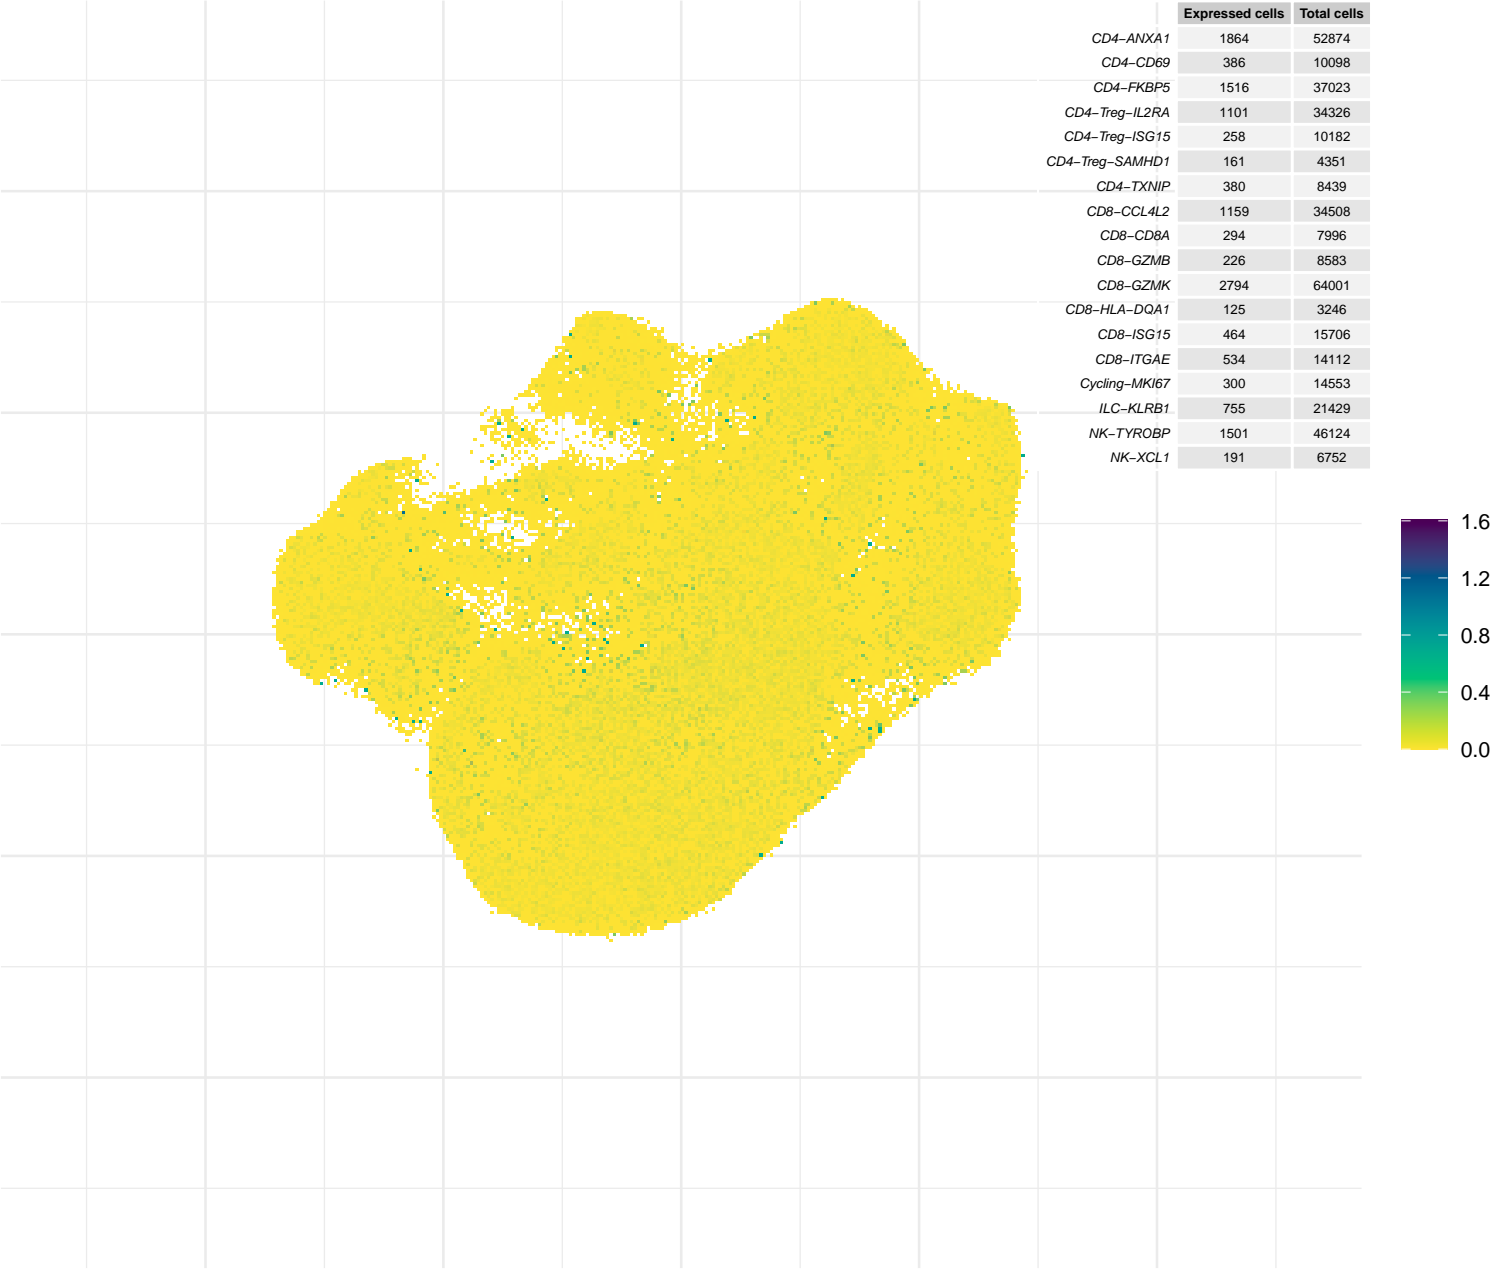 Expressed cells Total cells
CD4−ANXA1 1864 52874
CD4−CD69 386 10098
CD4−FKBP5 1516 37023
CD4−Treg−IL2RA 1101 34326
CD4−Treg−ISG15 258 10182
CD4−Treg−SAMHD1 161 4351
CD4−TXNIP 380 8439
CD8−CCL4L2 1159 34508
CD8−CD8A 294 7996
CD8−GZMB 226 8583
CD8−GZMK 2794 64001
CD8−HLA−DQA1 125 3246
CD8−ISG15 464 15706
CD8−ITGAE 534 14112
Cycling−MKI67 300 14553
ILC−KLRB1 755 21429
NK−TYROBP 1501 46124
NK−XCL1 191 6752
1.6
1.2
0.8
0.4
0.0